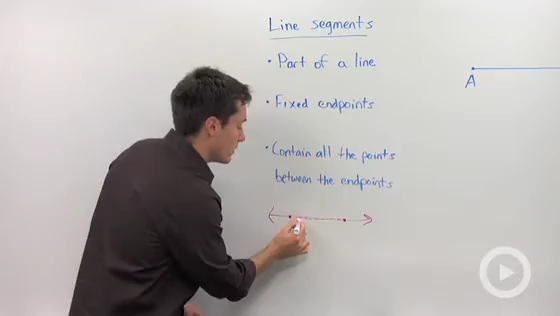 Line segments
• Part of a line
• Fixed endpoints
• Contain all the points
between the endpoints
A